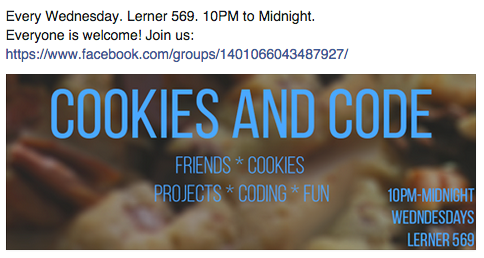 Every Wednesday. Lerner 569. 10PM to Midnight.
Everyone is welcome! Join us:
https://www.facebook.com/groups/1401066043487927/
COOKIES AND CODE
FRIENDS * COOKIES
PROJECTS * CODING * FUN
10PM-MIDNIGHT
WEDNDESDAYS
LERNER 569